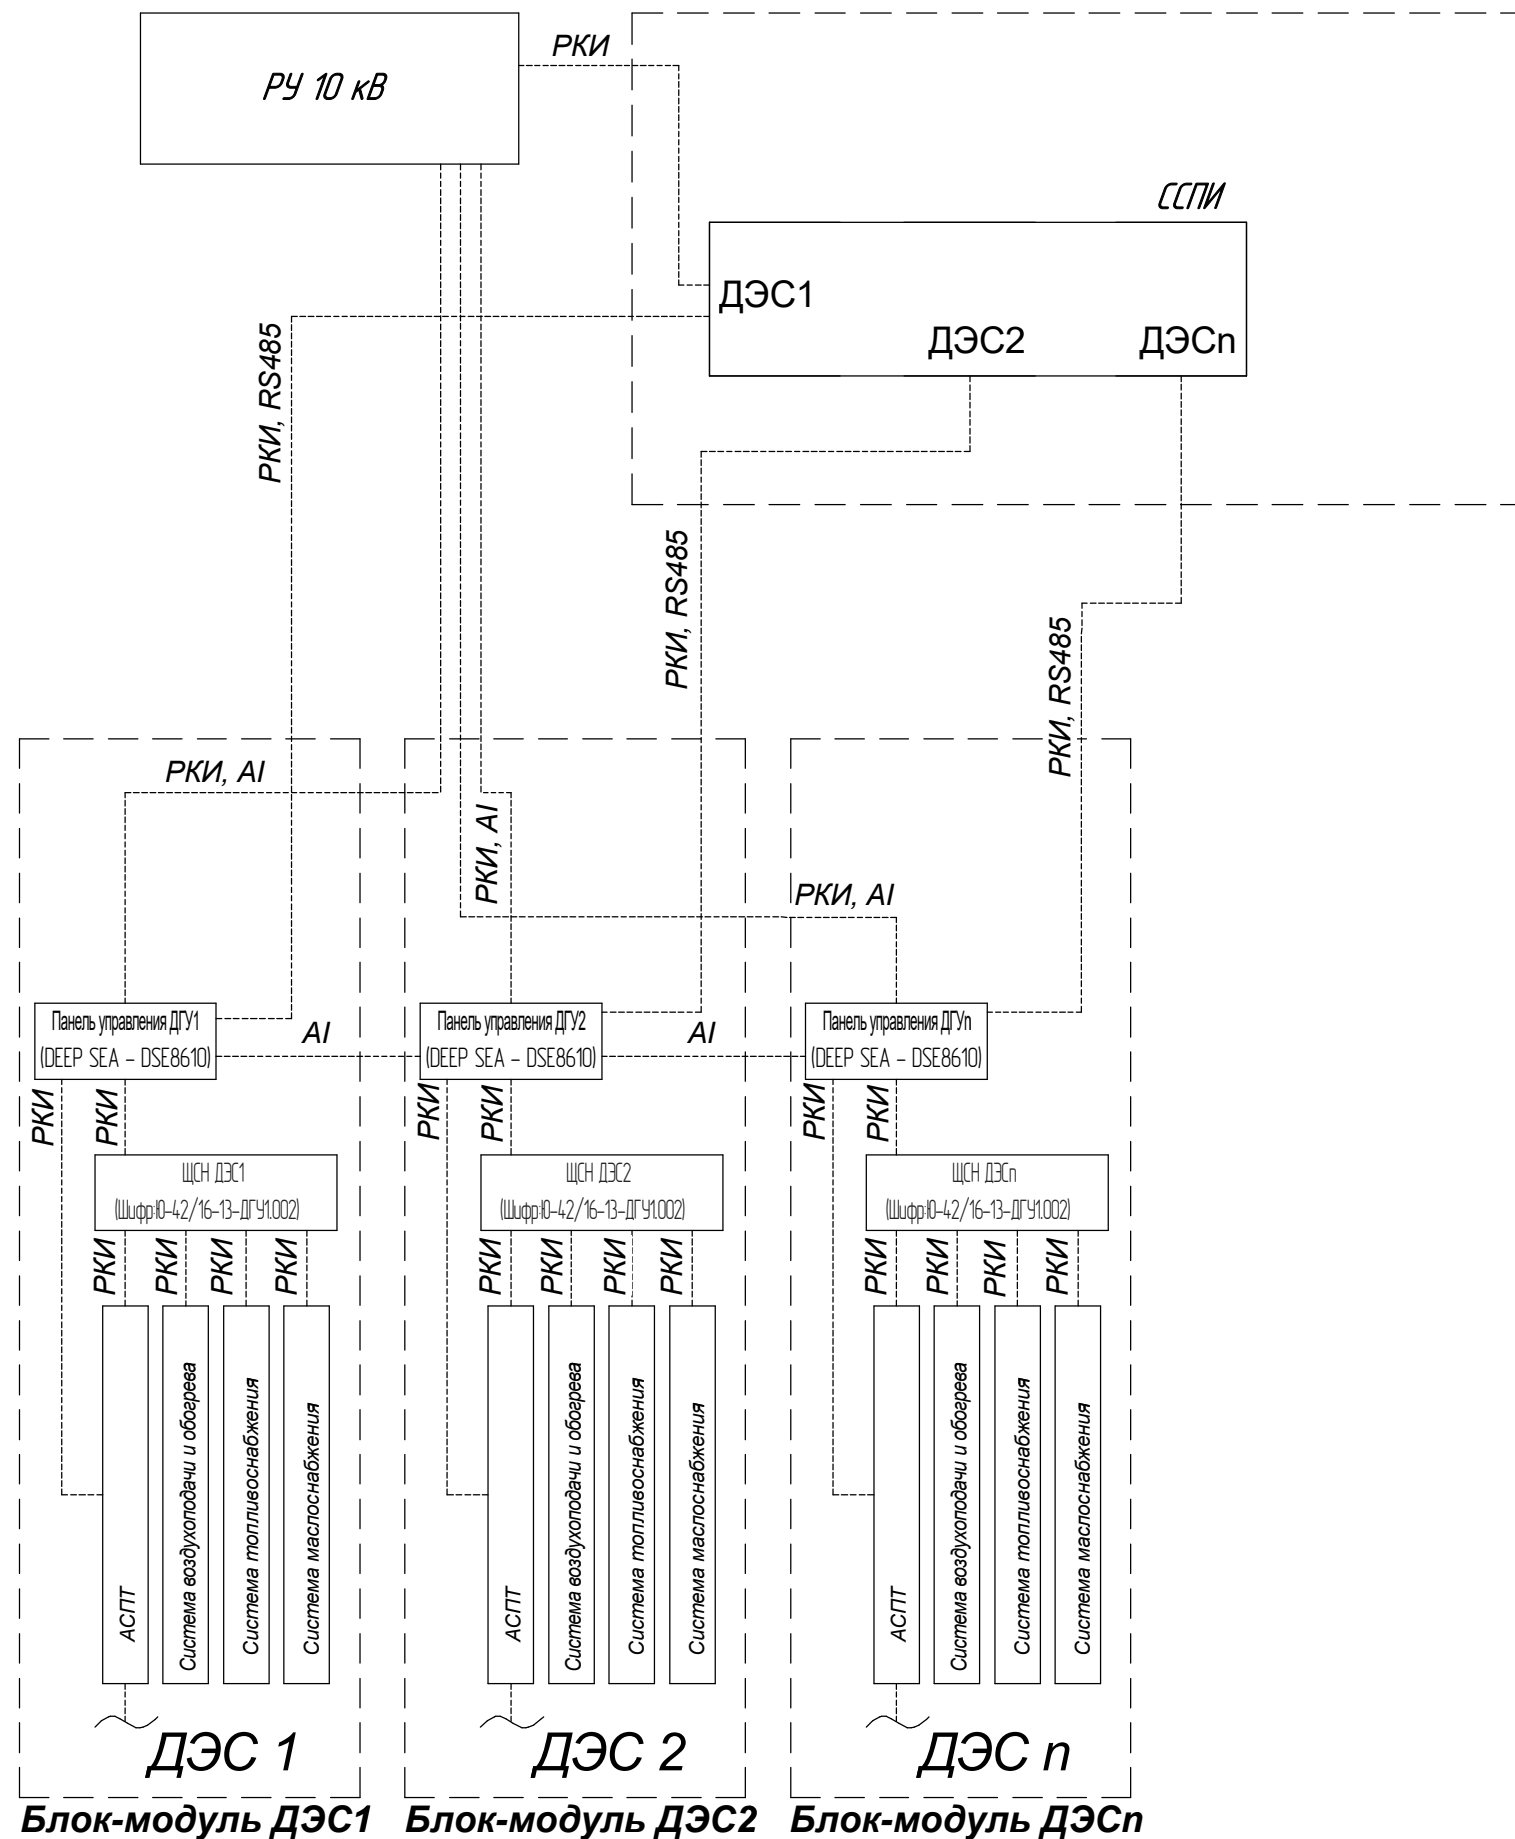 РКИ
РУ 10 кВ
ССПИ
ДЭС1
ДЭС2
ДЭСn
РКИ, RS485
РКИ, RS485
РКИ, RS485
РКИ, AI
РКИ, AI
РКИ, AI
Панель управления ДГУ1
(DEEP SEA - DSE8610)
AI
Панель управления ДГУ2
(DEEP SEA - DSE8610)
AI
Панель управления ДГУn
(DEEP SEA - DSE8610)
РКИ
РКИ
РКИ
РКИ
РКИ
РКИ
ЩСН ДЭС1
(Шифр:Ю-42/16-13-ДГУ1.002)
ЩСН ДЭС2
(Шифр:Ю-42/16-13-ДГУ1.002)
ЩСН ДЭСn
(Шифр:Ю-42/16-13-ДГУ1.002)
РКИ
РКИ
РКИ
РКИ
РКИ
РКИ
РКИ
РКИ
РКИ
РКИ
РКИ
РКИ
АСПТ
Система воздухоподачи и обогрева
Система топливоснабжения
Система маслоснабжения
АСПТ
Система воздухоподачи и обогрева
Система топливоснабжения
Система маслоснабжения
АСПТ
Система воздухоподачи и обогрева
Система топливоснабжения
Система маслоснабжения
ДЭС 1
ДЭС 2
ДЭС n
Блок-модуль ДЭС1
Блок-модуль ДЭС2
Блок-модуль ДЭСn